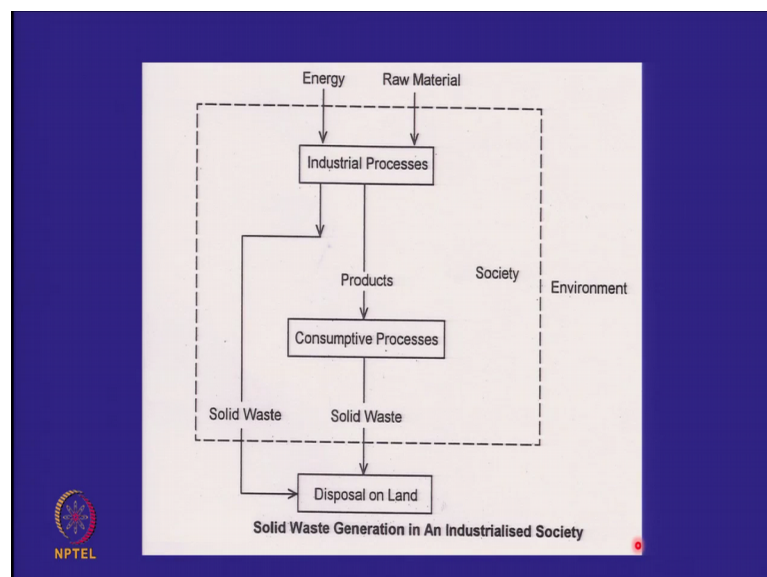 Energy
Raw Material
Industrial Processes
Products
Society
Environment
Consumptive Processes
Solid Waste
Solid Waste
Disposal on Land
Solid Waste Generation in An Industrialised Society
NPTEL